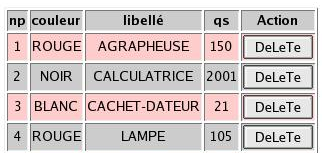 np couleur libellé qs Action
1 ROUGE AGRAPHEUSE 150 DeLeTe
2 NOIR CALCULATRICE 2001 DeLeTe
3 BLANC CACHET-DATEUR 21 DeLeTe
4 ROUGE LAMPE 105 DeLeTe